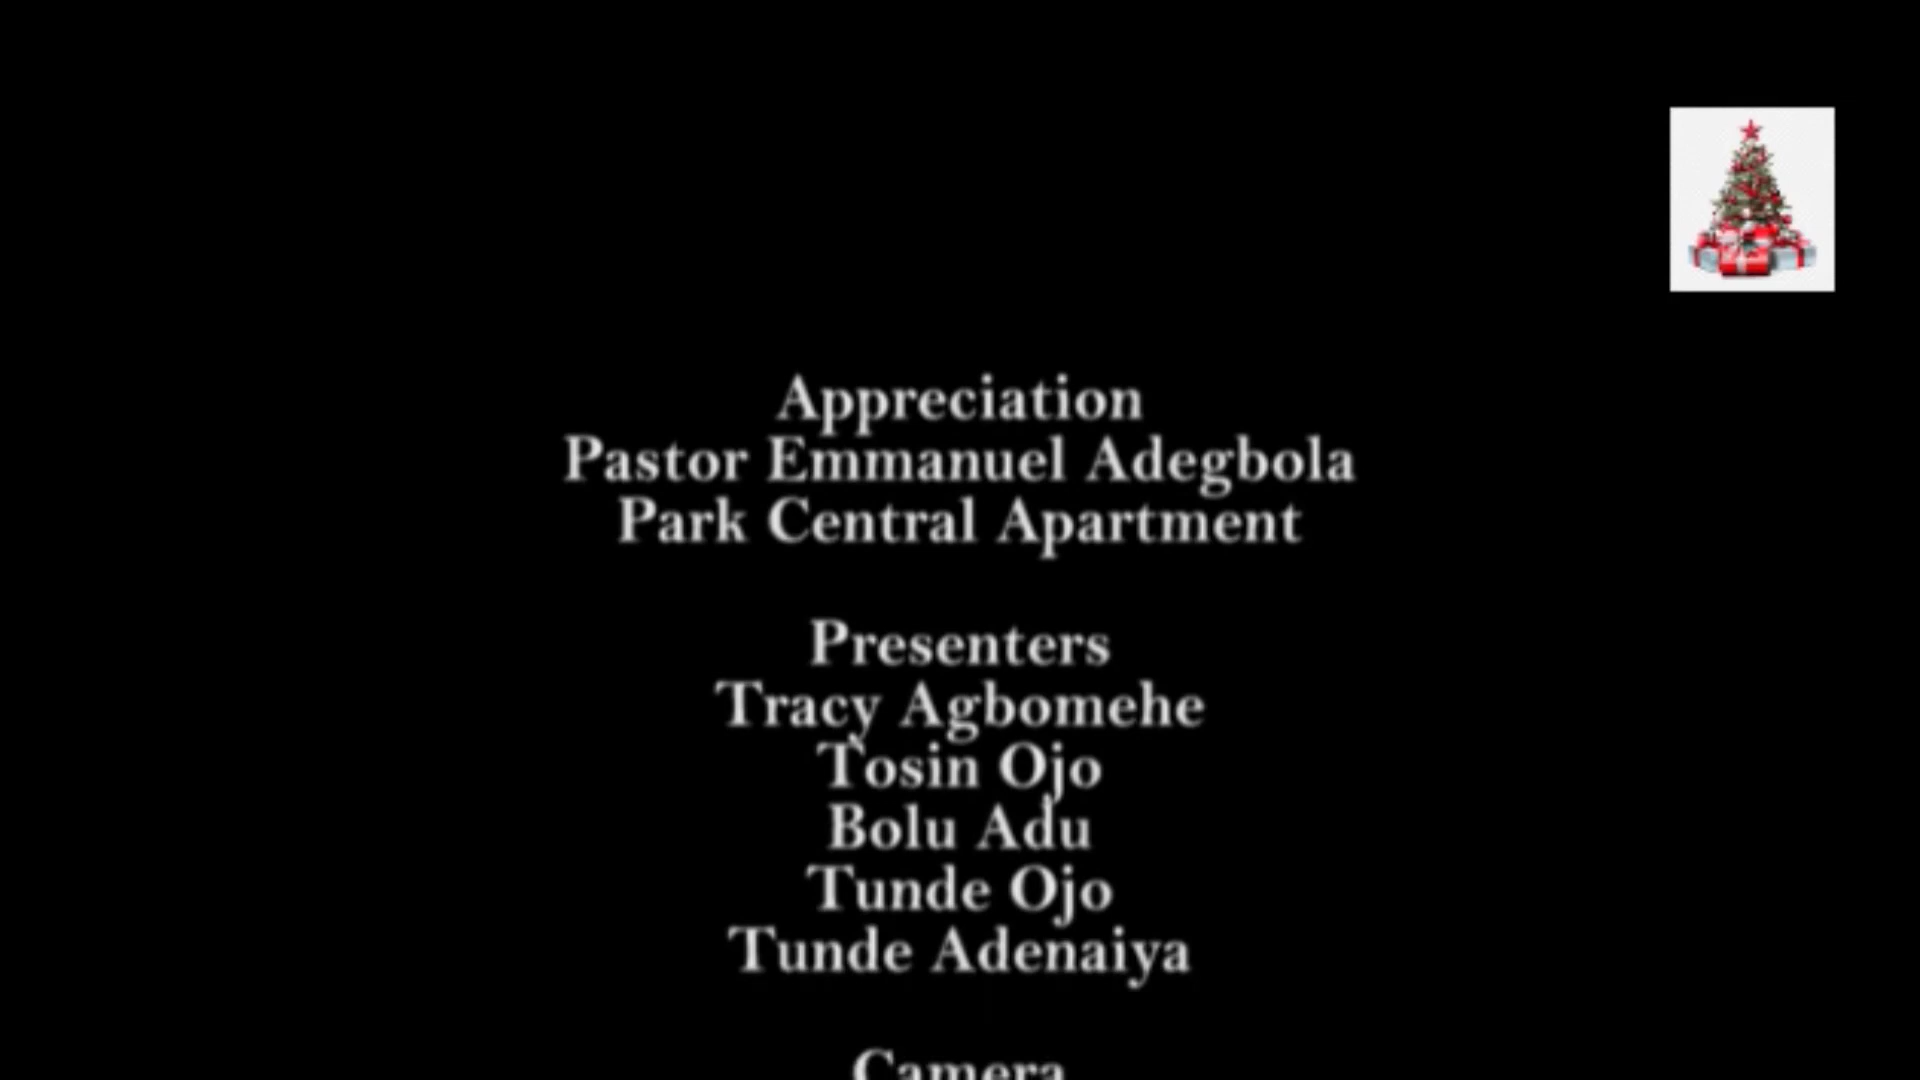 Appreciation
Pastor Emmanuel Adegbola
Park Central Apartment
Presenters
Tracy Agbomehe
Tosin Ojo
Bolu Adu
Tunde Ojo
Tunde Adenaiya
Camera